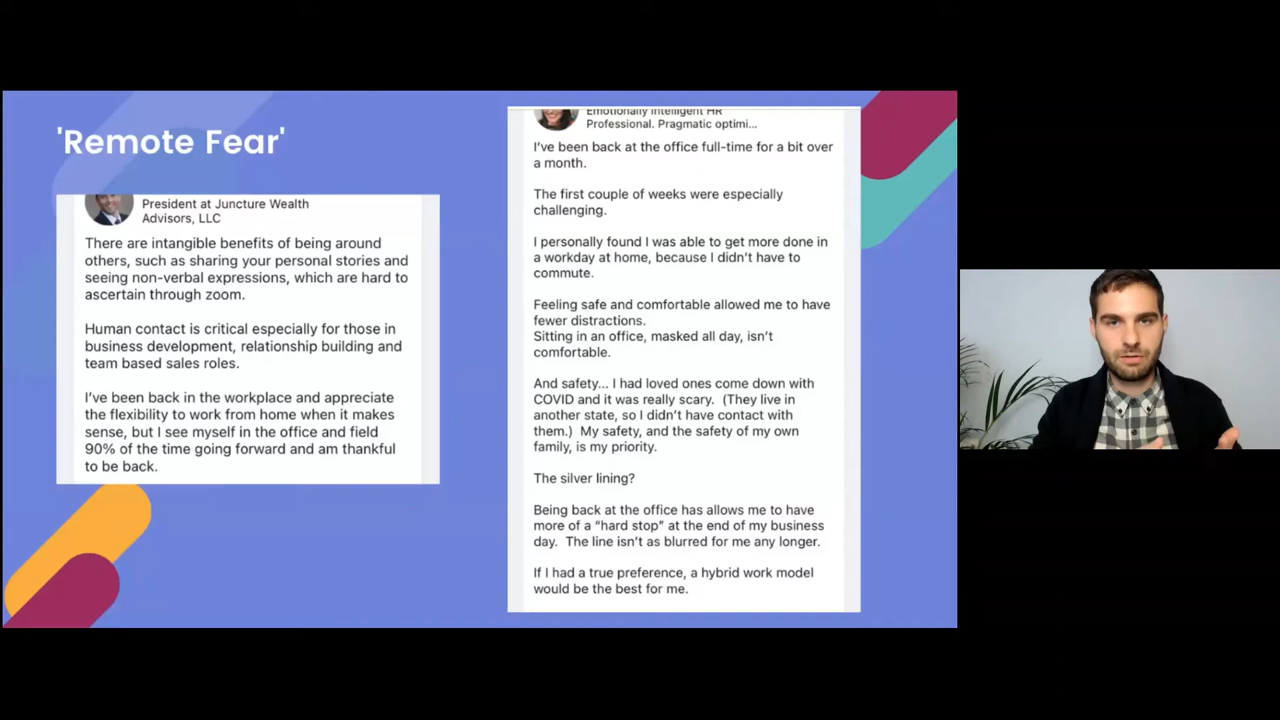 'Remote Fear'
President at Juncture Wealth
Advisors, LLC
There are intangible benefits of being around
others, such as sharing your personal stories and
seeing non-verbal expressions, which are hard to
ascertain through zoom.
Human contact is critical especially for those in
business development, relationship building and
team based sales roles.
I've been back in the workplace and appreciate
the flexibility to work from home when it makes
sense, but I see myself in the office and field
90% of the time going forward and am thankful
to be back.
Emotionally Intelligent HR
Professional. Pragmatic optimi...
I've been back at the office full-time for a bit over
a month.
The first couple of weeks were especially
challenging.
I personally found I was able to get more done in
a workday at home, because I didn't have to
commute.
Feeling safe and comfortable allowed me to have
fewer distractions.
Sitting in an office, masked all day, isn't
comfortable.
And safety... I had loved ones come down with
COVID and it was really scary.  (They live in
another state, so I didn't have contact with
them.)  My safety, and the safety of my own
family, is my priority.
The silver lining?
Being back at the office has allows me to have
more of a "hard stop" at the end of my business
day.  The line isn't as blurred for me any longer.
If I had a true preference, a hybrid work model
would be the best for me.